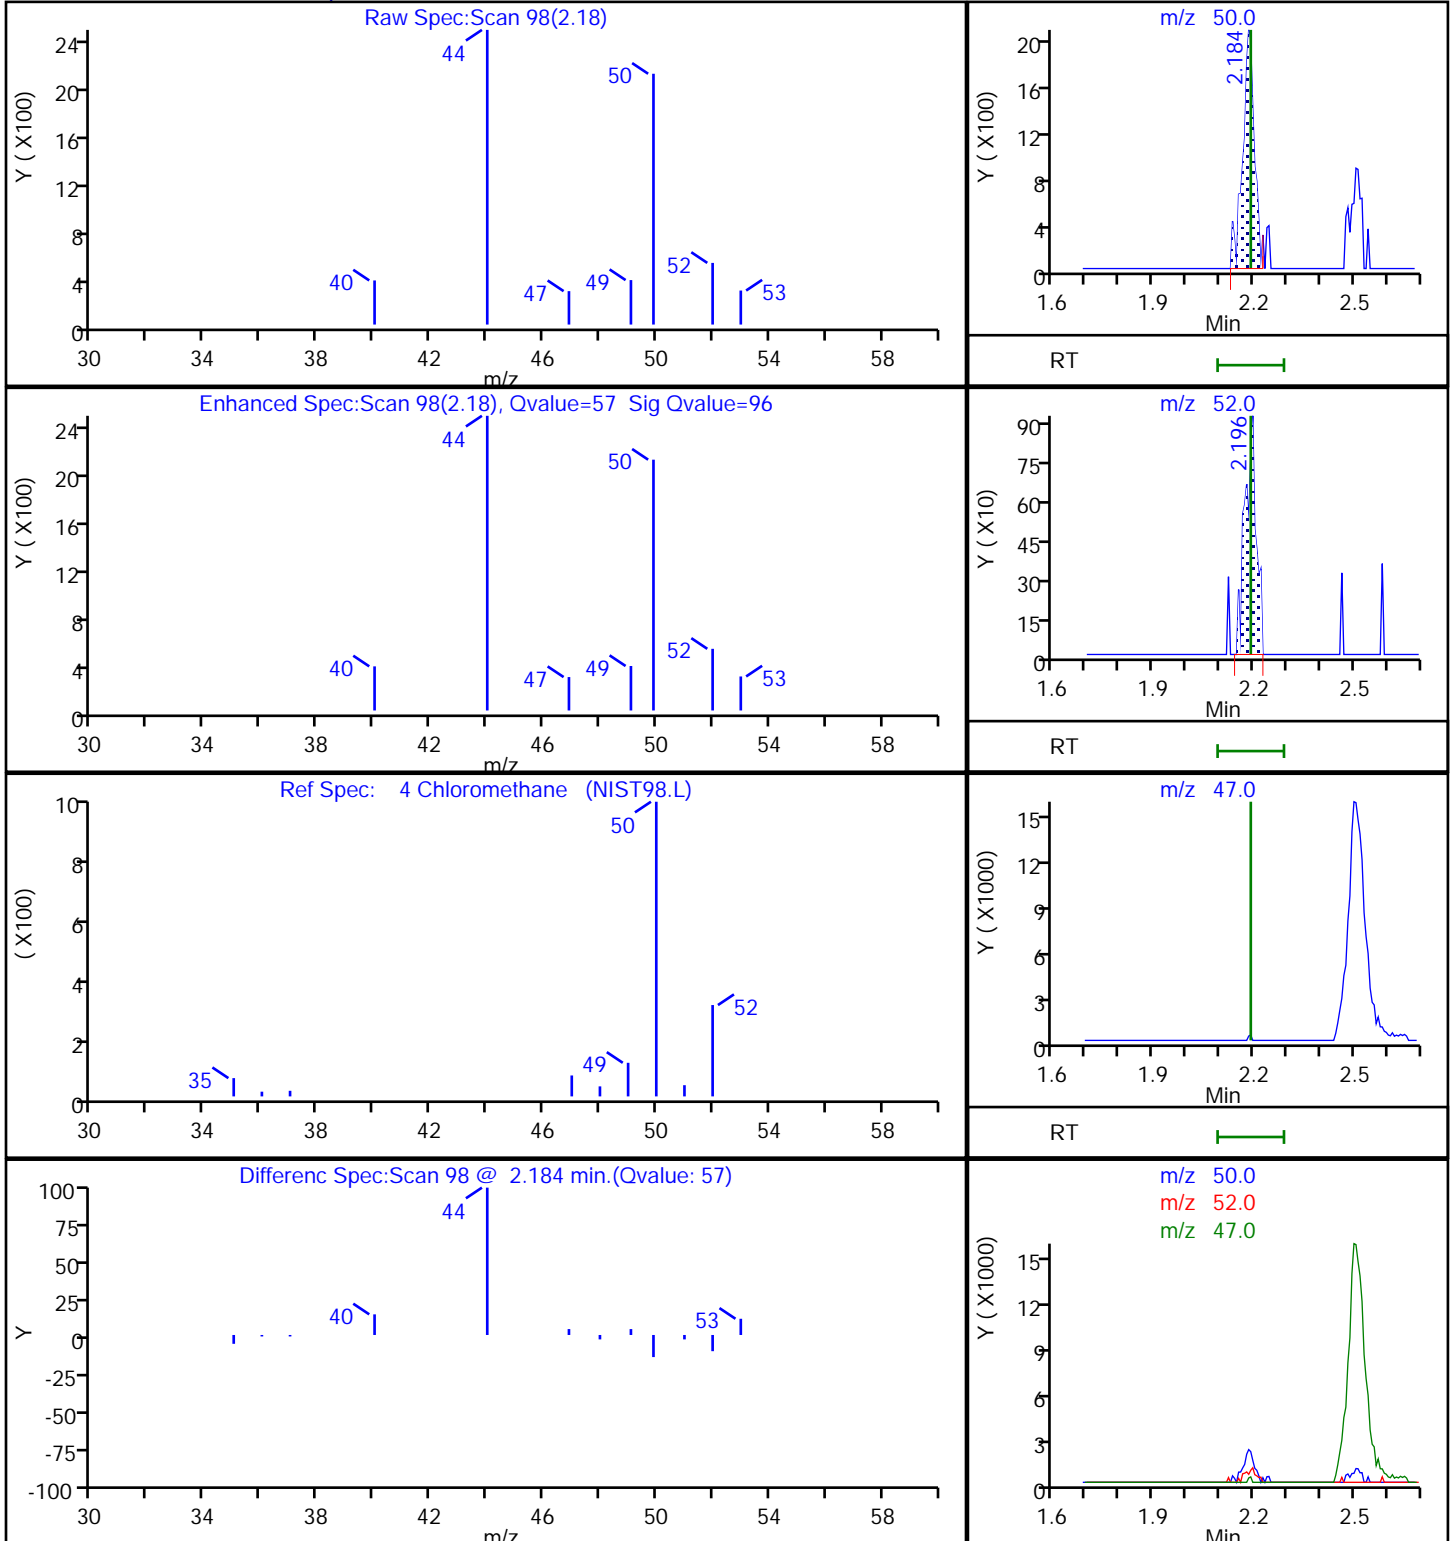 Raw Spec:Scan 98(2.18)
Y ( X100)
24
20
16
12
8
4
0
44
50
40
47
49
52
53
30 34 38 42 46 50 54 58
m/z
m/z 50.0
Y ( X100)
20
16
12
8
4
0
2.184
1.6 1.9 2.2 2.5
Min
RT
Enhanced Spec:Scan 98(2.18), Qvalue=57 Sig Qvalue=96
Y ( X100)
24
20
16
12
8
4
0
44
50
40
47
49
52
53
30 34 38 42 46 50 54 58
m/z
m/z 52.0
Y ( X10)
90
75
60
45
30
15
0
2.196
1.6 1.9 2.2 2.5
Min
RT
Ref Spec: 4 Chloromethane (NIST98.L)
( X100)
10
8
6
4
2
0
50
52
49
35
30 34 38 42 46 50 54 58
m/z 47.0
Y ( X1000)
15
12
9
6
3
0
1.6 1.9 2.2 2.5
Min
RT
Differenc Spec:Scan 98 @ 2.184 min.(Qvalue: 57)
Y
100
75
50
25
0
-25
-50
-75
-100
44
40
53
30 34 38 42 46 50 54 58
m/z
m/z 50.0
m/z 52.0
m/z 47.0
Y ( X1000)
15
12
9
6
3
0
1.6 1.9 2.2 2.5
Min